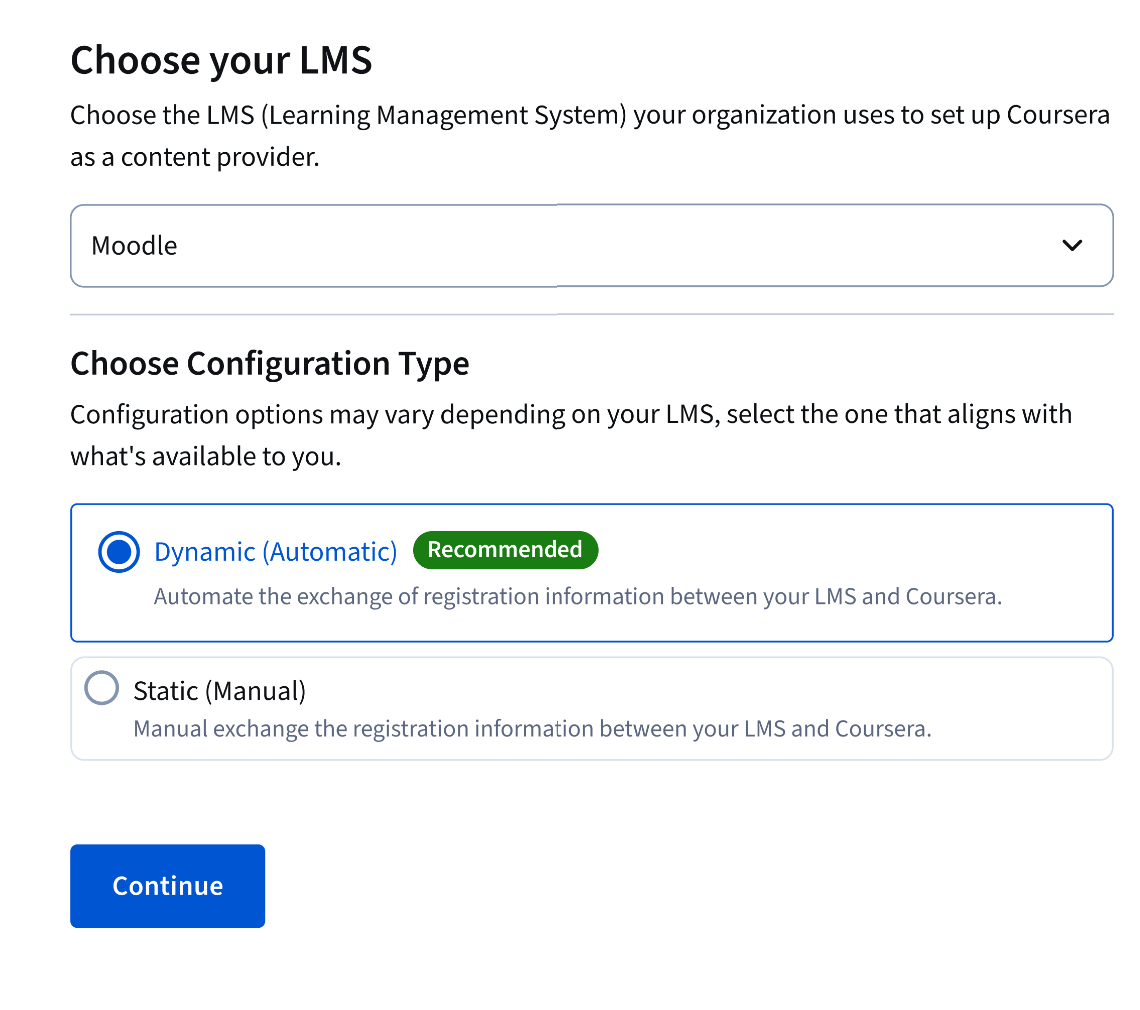 Choose your LMS
Choose the LMS (Learning Management System) your organization uses to set up Coursera
as a content provider.
Moodle
Choose Configuration Type
Configuration options may vary depending on your LMS, select the one that aligns with
what's available to you.
Dynamic (Automatic) Recommended
Automate the exchange of registration information between your LMS and Coursera.
Static (Manual)
Manual exchange the registration information between your LMS and Coursera.
Continue